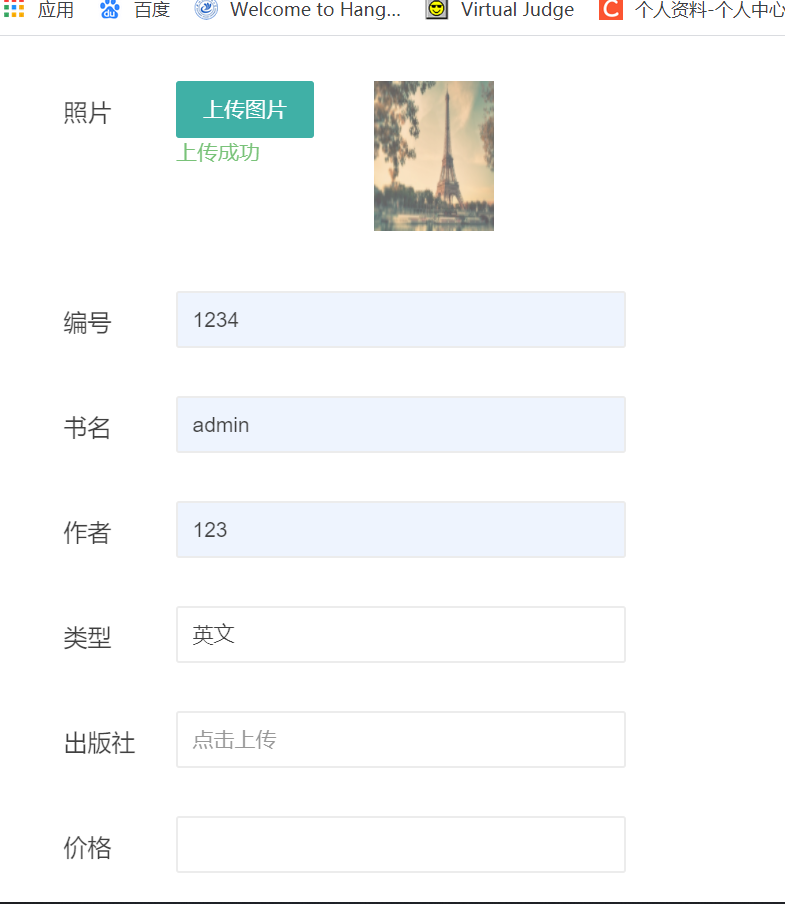 应用 百度 Welcome to Hang... Virtual Judge 个人资料-个人中心
照片 上传图片
上传成功
编号 1234
书名 admin
作者 123
类型 英文
出版社 点击上传
价格